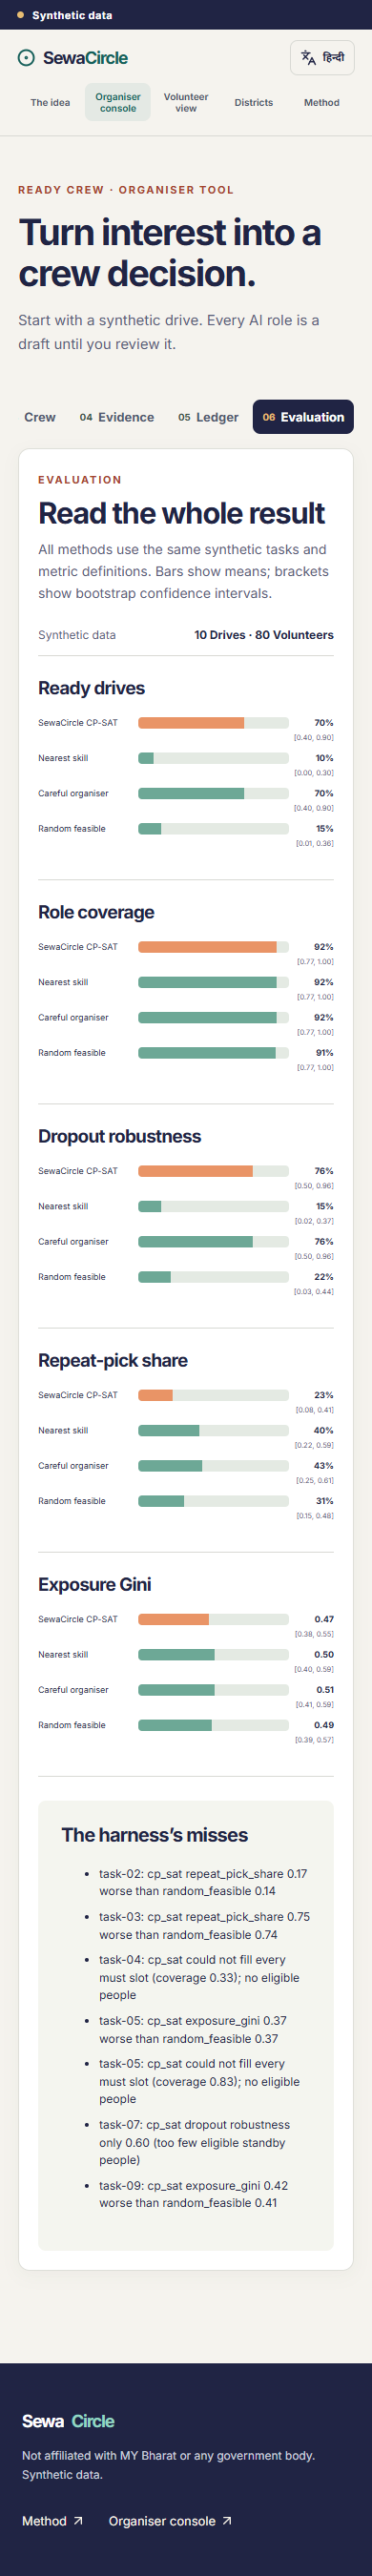 Synthetic data
SewaCircle
हिन्दी
The idea
Organiser
console
Volunteer
view
Districts
Method
READY CREW · ORGANISER TOOL
Turn interest into a
crew decision.
Start with a synthetic drive. Every AI role is a
draft until you review it.
Crew
04 Evidence
05 Ledger
06 Evaluation
EVALUATION
Read the whole result
All methods use the same synthetic tasks and
metric definitions. Bars show means; brackets
show bootstrap confidence intervals.
Synthetic data 10 Drives · 80 Volunteers
Ready drives
SewaCircle CP-SAT 70%
[0.40, 0.90]
Nearest skill 10%
[0.00, 0.30]
Careful organiser 70%
[0.40, 0.90]
Random feasible 15%
[0.01, 0.36]
Role coverage
SewaCircle CP-SAT 92%
[0.77, 1.00]
Nearest skill 92%
[0.77, 1.00]
Careful organiser 92%
[0.77, 1.00]
Random feasible 91%
[0.77, 1.00]
Dropout robustness
SewaCircle CP-SAT 76%
[0.50, 0.96]
Nearest skill 15%
[0.02, 0.37]
Careful organiser 76%
[0.50, 0.96]
Random feasible 22%
[0.03, 0.44]
Repeat-pick share
SewaCircle CP-SAT 23%
[0.08, 0.41]
Nearest skill 40%
[0.22, 0.59]
Careful organiser 43%
[0.25, 0.61]
Random feasible 31%
[0.15, 0.48]
Exposure Gini
SewaCircle CP-SAT 0.47
[0.38, 0.55]
Nearest skill 0.50
[0.40, 0.59]
Careful organiser 0.51
[0.41, 0.59]
Random feasible 0.49
[0.39, 0.57]
The harness’s misses
• task-02: cp_sat repeat_pick_share 0.17
worse than random_feasible 0.14
• task-03: cp_sat repeat_pick_share 0.75
worse than random_feasible 0.74
• task-04: cp_sat could not fill every
must slot (coverage 0.33); no eligible
people
• task-05: cp_sat exposure_gini 0.37
worse than random_feasible 0.37
• task-05: cp_sat could not fill every
must slot (coverage 0.83); no eligible
people
• task-07: cp_sat dropout robustness
only 0.60 (too few eligible standby
people)
• task-09: cp_sat exposure_gini 0.42
worse than random_feasible 0.41
Sewa Circle
Not affiliated with MY Bharat or any government body.
Synthetic data.
Method ↗ Organiser console ↗